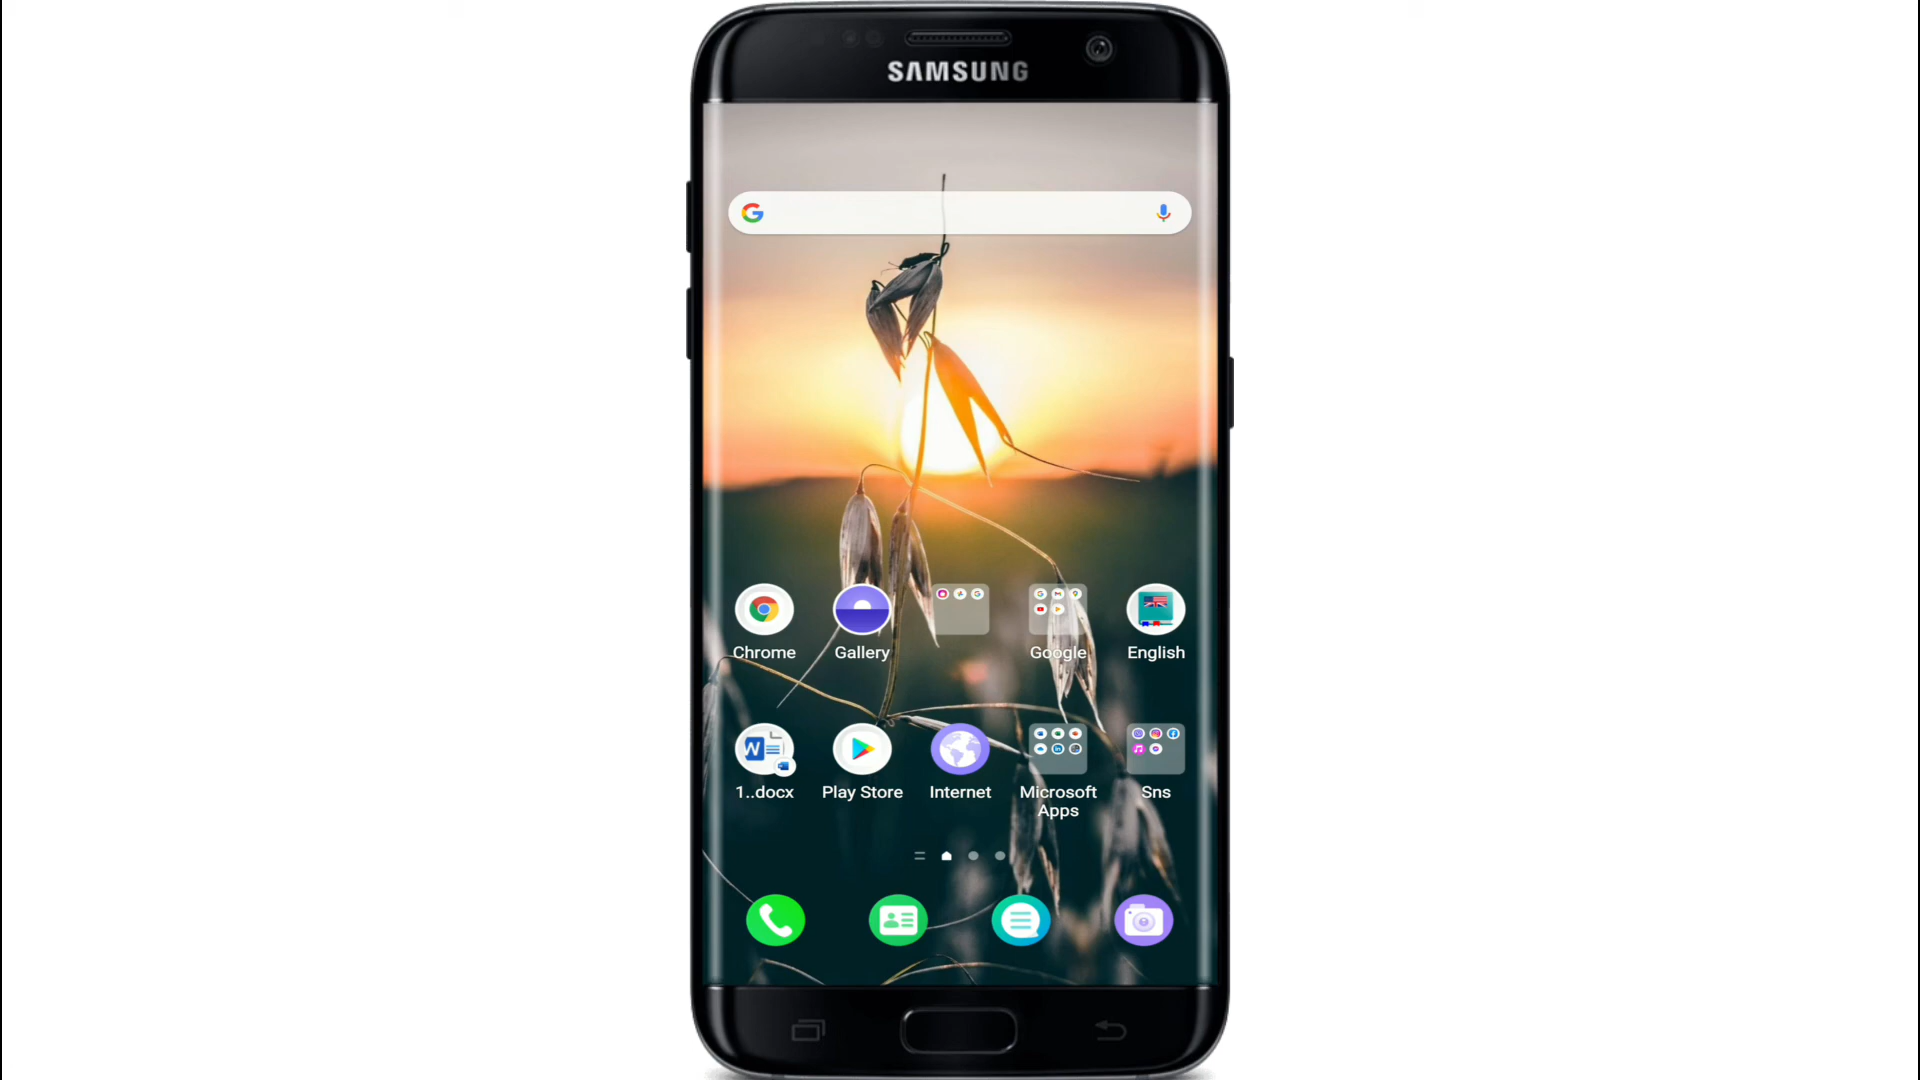 SAMSUNG
Chrome
Gallery
Google
English
1..docx
Play Store
Internet
Microsoft
Apps
Sns